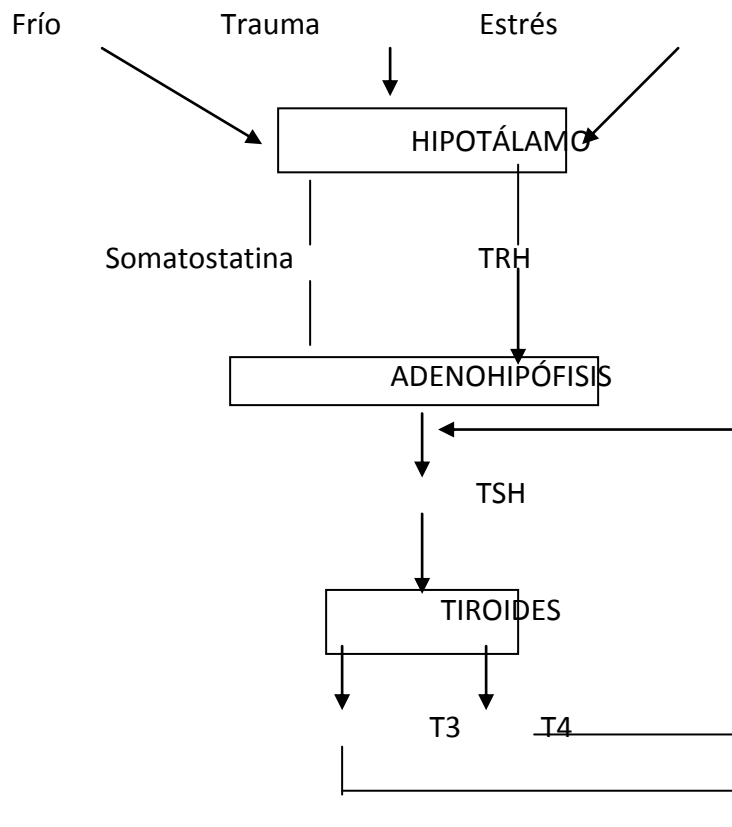 Frío Trauma Estrés
HIPOTÁLAMO
Somatostatina TRH
ADENOHIPÓFISIS
TSH
TIROIDES
T3 T4